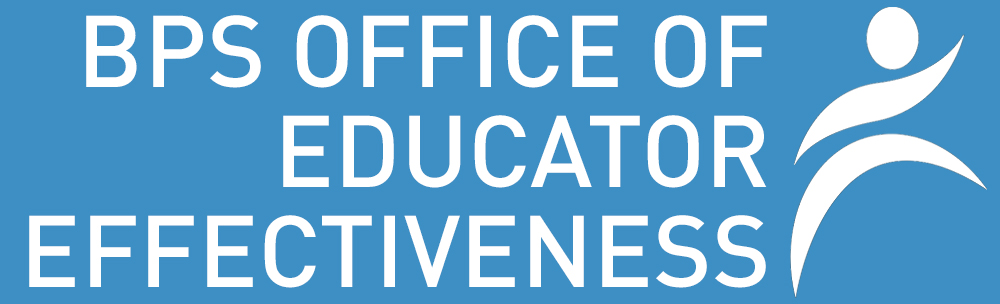 BPS OFFICE OF
EDUCATOR
EFFECTIVENESS